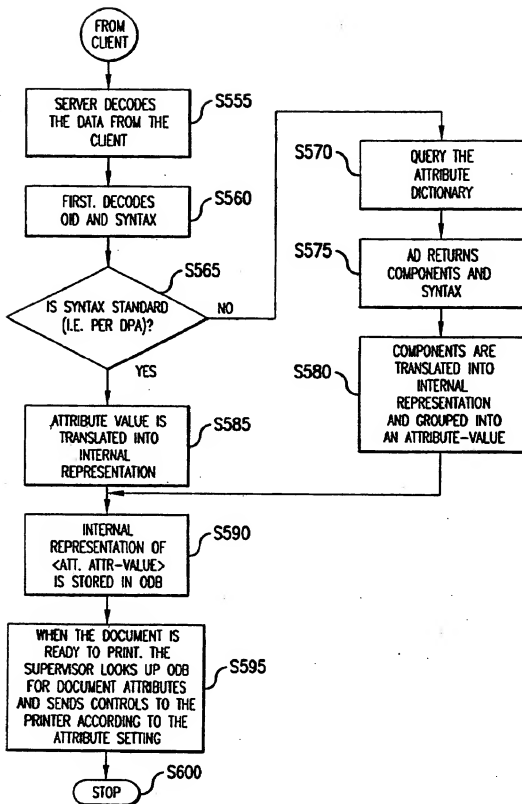 FROM
CLIENT
SERVER DECODES
THE DATA FROM THE
CLIENT
S555
FIRST. DECODES
OID AND SYNTAX
S560
IS SYNTAX STANDARD
(I.E. PER DPA)?
S565
NO
YES
S570
QUERY THE
ATTRIBUTE
DICTIONARY
S575
AD RETURNS
COMPONENTS AND
SYNTAX
S580
COMPONENTS ARE
TRANSLATED INTO
INTERNAL
REPRESENTATION
AND GROUPED INTO
AN ATTRIBUTE-VALUE
ATTRIBUTE VALUE IS
TRANSLATED INTO
INTERNAL
REPRESENTATION
S585
INTERNAL
REPRESENTATION OF
<ATT. ATTR-VALUE>
IS STORED IN ODB
S590
WHEN THE DOCUMENT IS
READY TO PRINT. THE
SUPERVISOR LOOKS UP ODB
FOR DOCUMENT ATTRIBUTES
AND SENDS CONTROLS TO THE
PRINTER ACCORDING TO THE
ATTRIBUTE SETTING
S595
STOP
S600